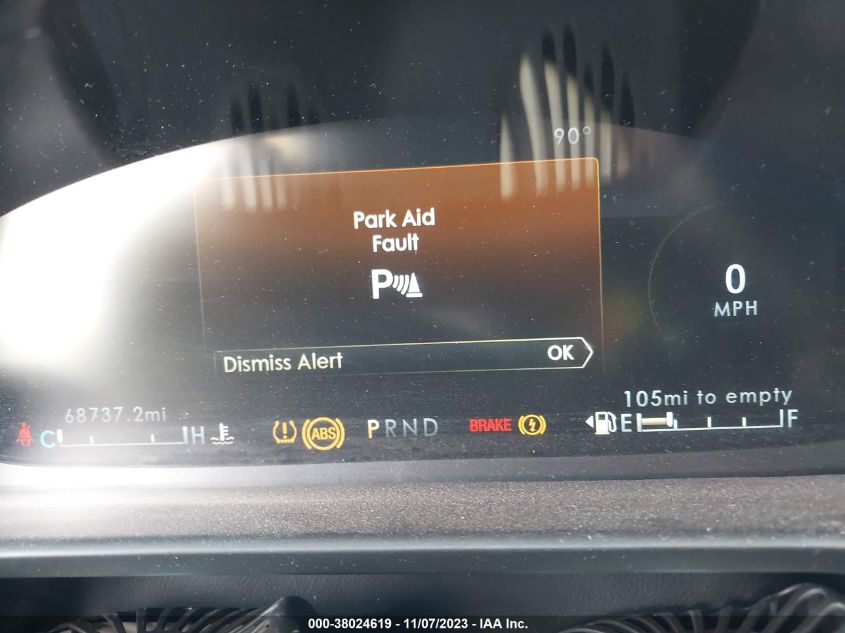 90°
Park Aid
Fault
P
Dismiss Alert OK
0
MPH
68737.2mi
105mi to empty
C H ABS PRND BRAKE E F
000-38024619 - 11/07/2023 - IAA Inc.